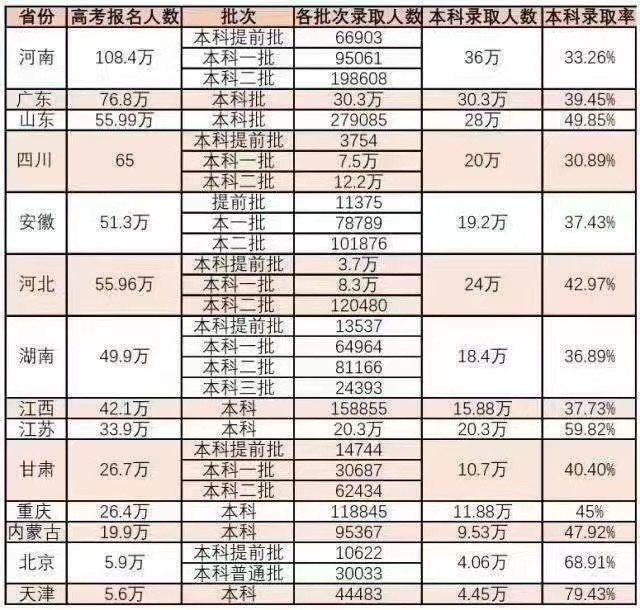 省份 高考报名人数 批次 各批次录取人数 本科录取人数 本科录取率
河南 108.4万 本科提前批 66903 36万 33.26%
本科一批 95061
本科二批 198608
广东 76.8万 本科批 30.3万 30.3万 39.45%
山东 55.99万 本科批 279085 28万 49.85%
四川 65 本科提前批 3754 20万 30.89%
本科一批 7.5万
本科二批 12.2万
安徽 51.3万 提前批 11375 19.2万 37.43%
本一批 78789
本二批 101876
河北 55.96万 本科提前批 3.7万 24万 42.97%
本科一批 8.3万
本科二批 120480
湖南 49.9万 本科提前批 13537 18.4万 36.89%
本科一批 64964
本科二批 81166
本科三批 24393
江西 42.1万 本科 158855 15.88万 37.73%
江苏 33.9万 本科 20.3万 20.3万 59.82%
甘肃 26.7万 本科提前批 14744 10.7万 40.40%
本科一批 30687
本科二批 62434
重庆 26.4万 本科 118845 11.88万 45%
内蒙古 19.9万 本科 95367 9.53万 47.92%
北京 5.9万 本科提前批 10622 4.06万 68.91%
本科普通批 30033
天津 5.6万 本科 44483 4.45万 79.43%